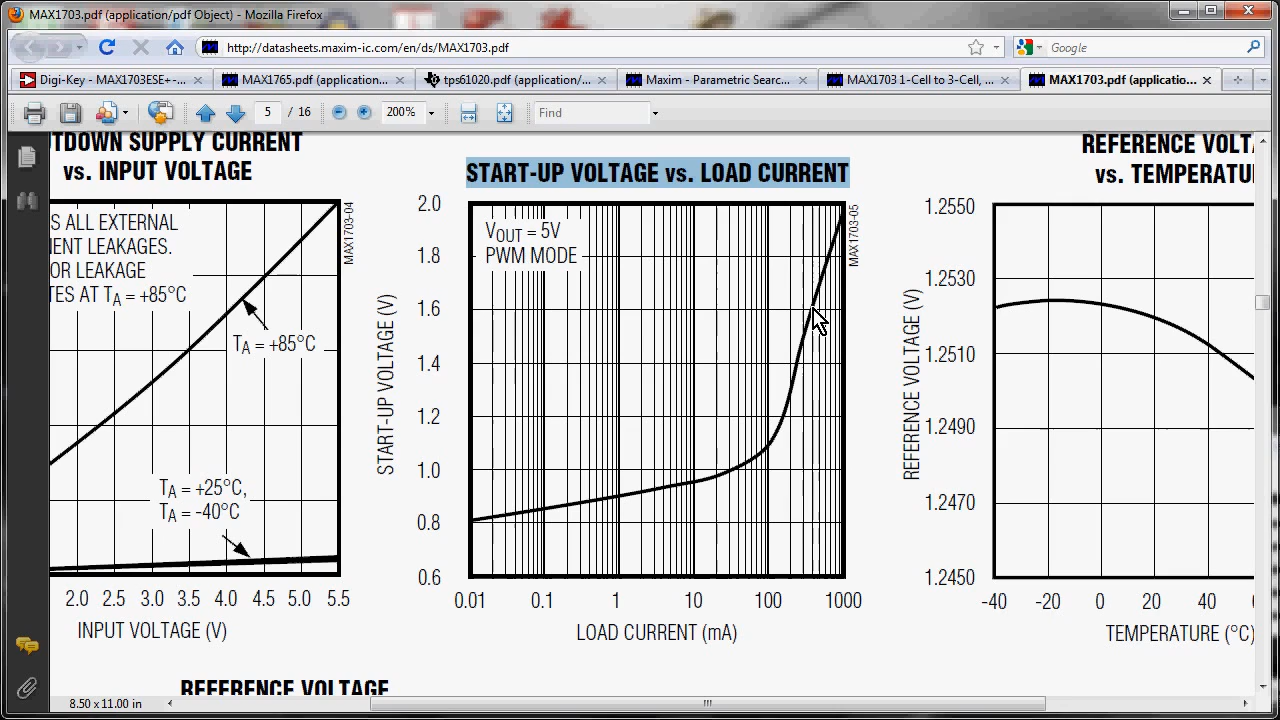 MAX1703.pdf (application/pdf Object) - Mozilla Firefox
http://datasheets.maxim-ic.com/en/ds/MAX1703.pdf
Google
Digi-Key - MAX1703ESE+-...
MAX1765.pdf (application...
tps61020.pdf (application/...
Maxim - Parametric Searc...
MAX1703 1-Cell to 3-Cell, ...
MAX1703.pdf (applicatio...
5 / 16
200%
Find
TDOWN SUPPLY CURRENT
vs. INPUT VOLTAGE
S ALL EXTERNAL
NENT LEAKAGES.
OR LEAKAGE
TES AT TA = +85°C
MAX1703-04
TA = +85°C
TA = +25°C,
TA = -40°C
2.0 2.5 3.0 3.5 4.0 4.5 5.0 5.5
INPUT VOLTAGE (V)
START-UP VOLTAGE vs. LOAD CURRENT
VOUT = 5V
PWM MODE
MAX1703-05
START-UP VOLTAGE (V)
2.0
1.8
1.6
1.4
1.2
1.0
0.8
0.6
0.01 0.1 1 10 100 1000
LOAD CURRENT (mA)
REFERENCE VOLT
vs. TEMPERATU
REFERENCE VOLTAGE (V)
1.2550
1.2530
1.2510
1.2490
1.2470
1.2450
-40 -20 0 20 40
TEMPERATURE (°C)
REFERENCE VOLTAGE
8.50 x 11.00 in